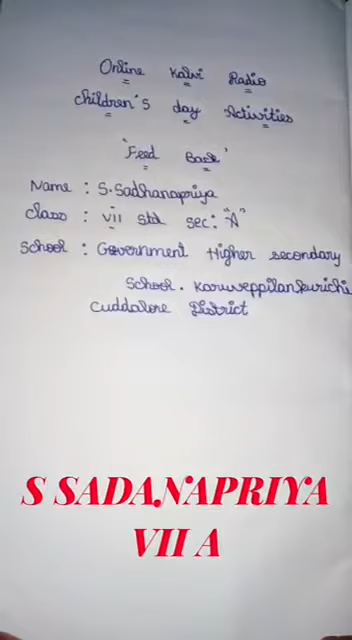 Online Kalvi Radio
Children's day Activities
'Feed Back'
Name : S. Sadhanapriya
Class : vii std sec: "A"
School : Government Higher secondary
School. Karuveppilankurichi
Cuddalore District
S SADANAPRIYA
VII A